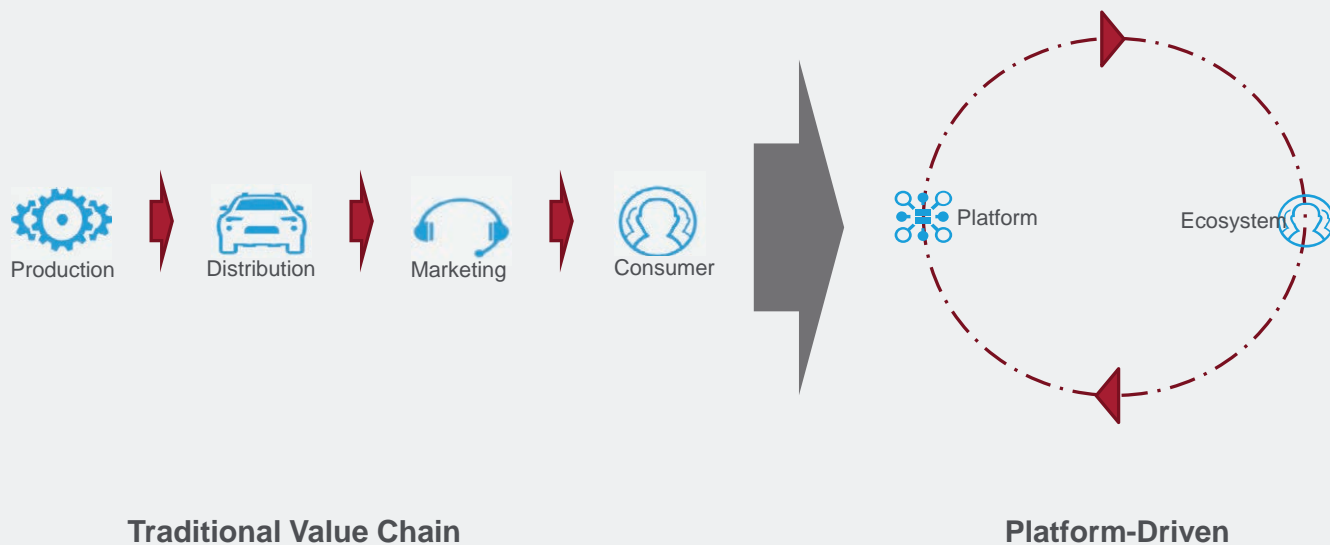 Platform
Ecosystem
Production
Distribution
Marketing
Consumer
Traditional Value Chain
Platform-Driven